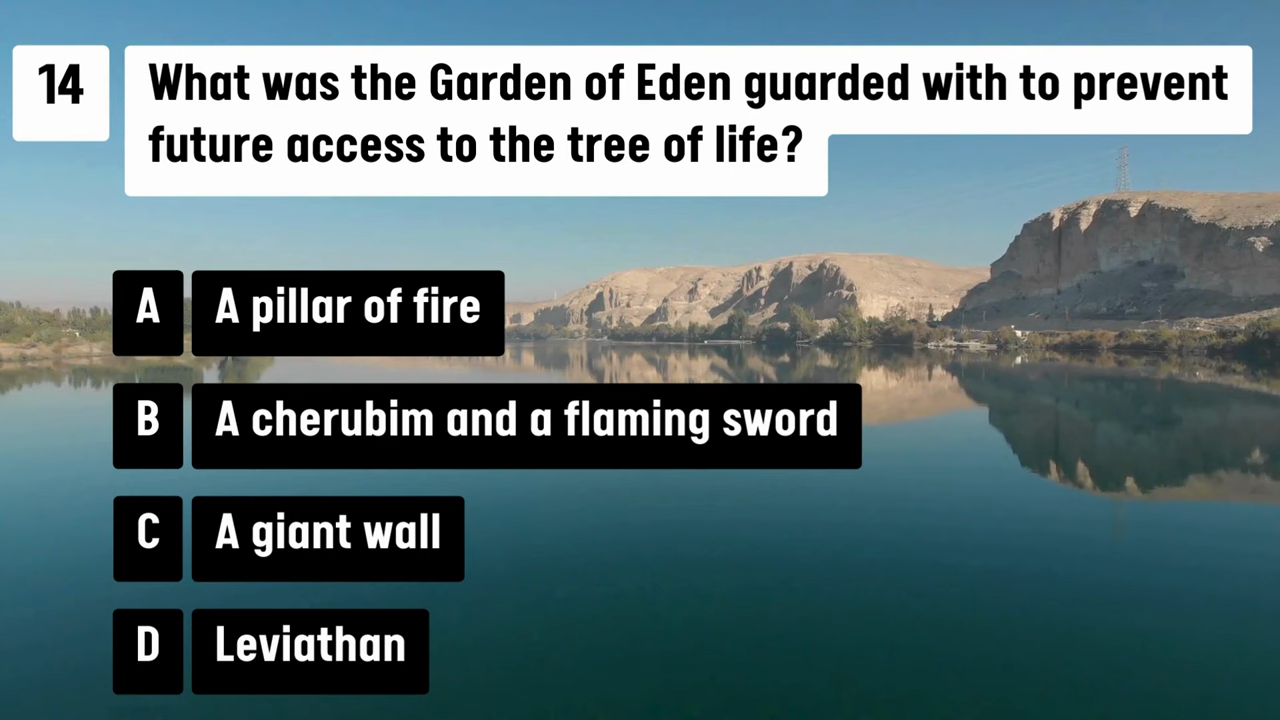 14
What was the Garden of Eden guarded with to prevent
future access to the tree of life?
A A pillar of fire
B A cherubim and a flaming sword
C A giant wall
D Leviathan